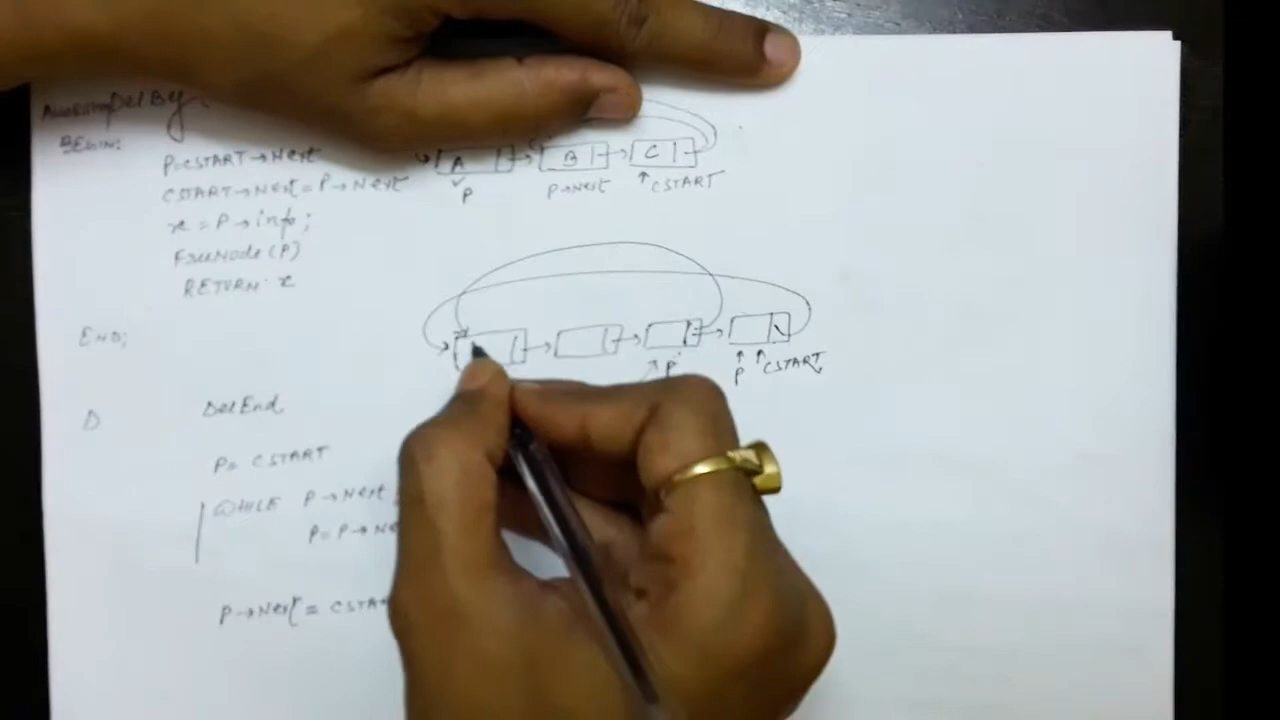 BEGIN:
P=CSTART→Next
CSTART→Next=P→Next
x = P→info;
FreeNode(P)
RETURN x
END;
A
B
C
P
P→Next
↑CSTART
P
P
CSTART
D
DelEnd
P= CSTART
WHILE P→Next
P= P→Ne
P→Next = CSTA